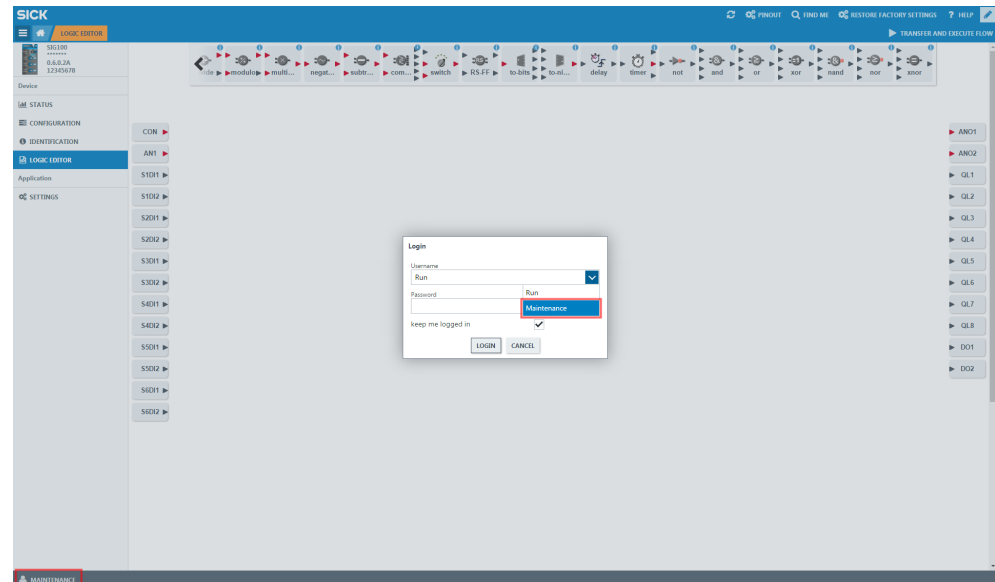 SICK
PINOUT FIND ME RESTORE FACTORY SETTINGS ? HELP
LOGIC EDITOR
TRANSFER AND EXECUTE FLOW
SIG100
*******
0.6.0.2A
12345678
Device
STATUS
CONFIGURATION
IDENTIFICATION
LOGIC EDITOR
Application
SETTINGS
modulo multi... negat... subtr... com... switch RS-FF to-bits to-ni... delay timer not and or xor nand nor xnor
CON
AN1
S1DI1
S1DI2
S2DI1
S2DI2
S3DI1
S3DI2
S4DI1
S4DI2
S5DI1
S5DI2
S6DI1
S6DI2
Login
Username
Run
Run
Password
Maintenance
keep me logged in
LOGIN CANCEL
ANO1
ANO2
QL1
QL2
QL3
QL4
QL5
QL6
QL7
QL8
DO1
DO2
MAINTENANCE